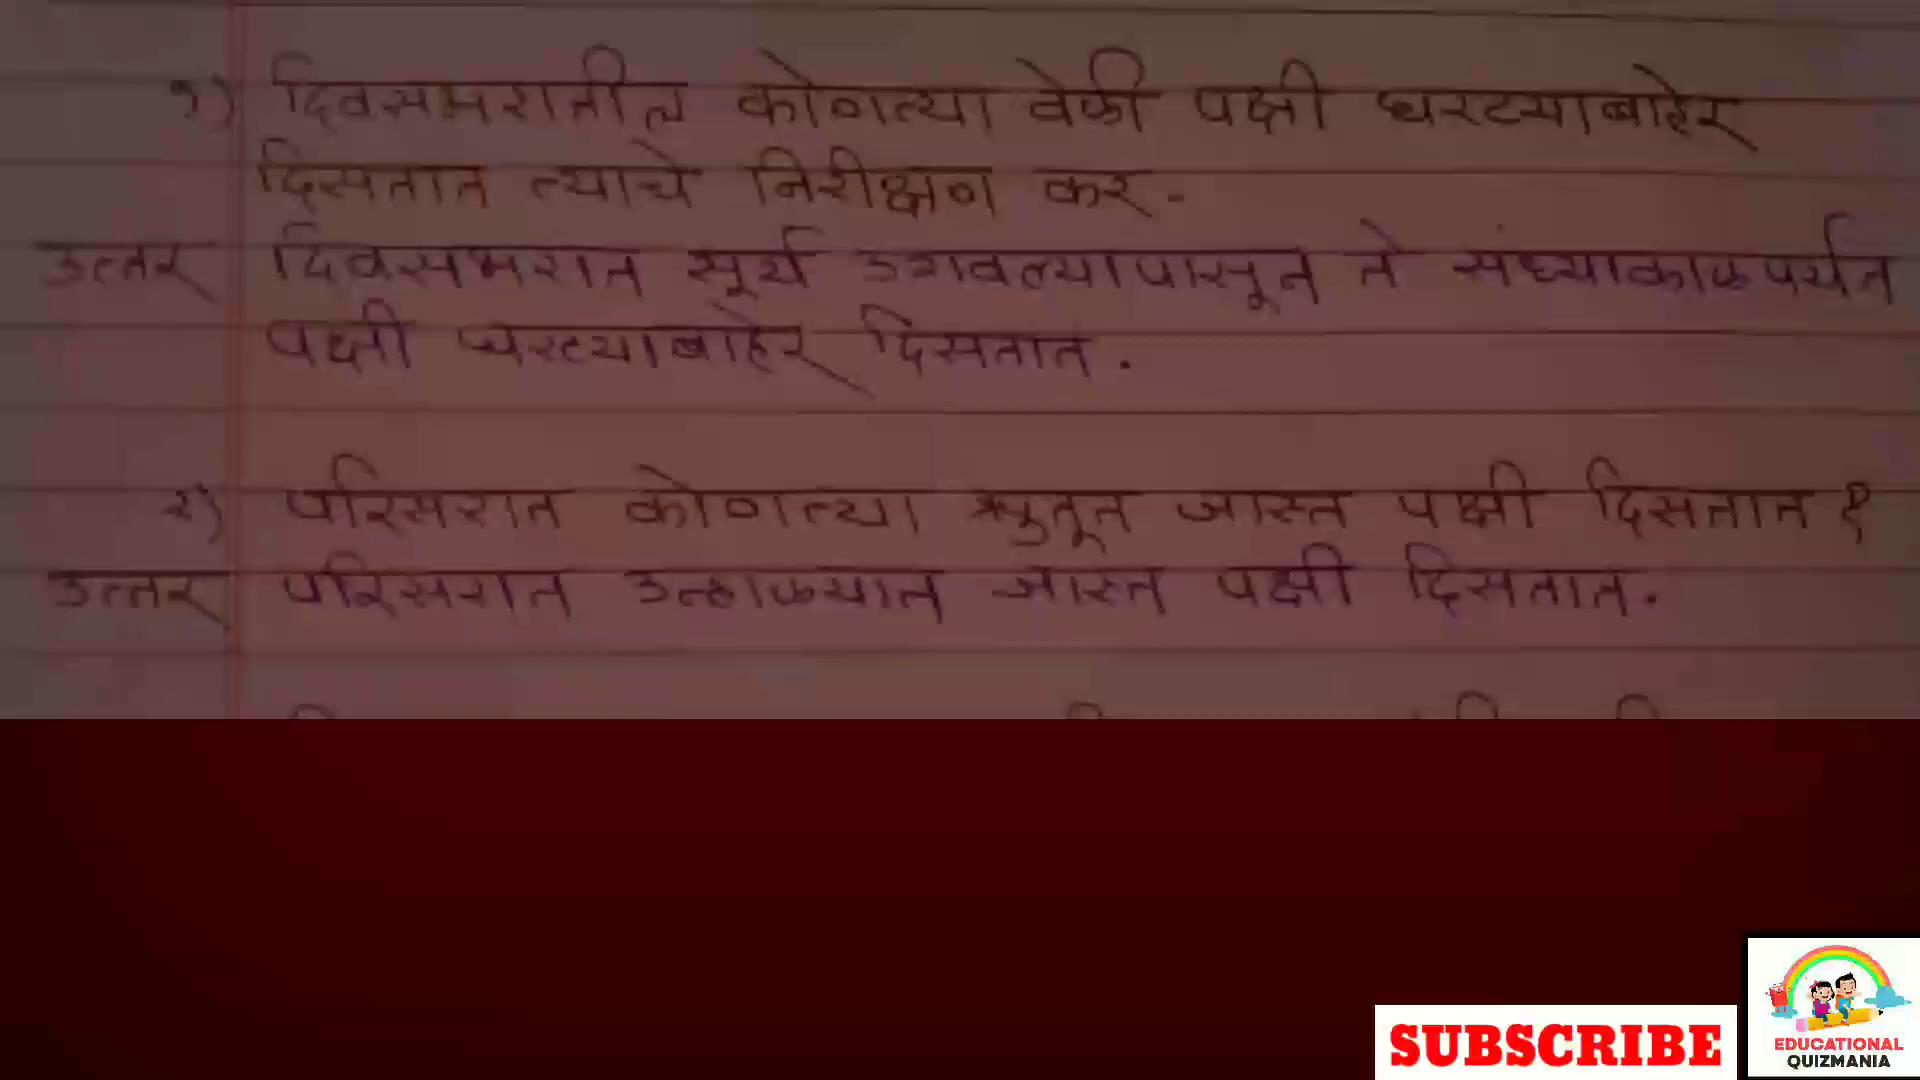 १) दिवसभरातील कोणत्या वेळी पक्षी घरट्याबाहेर
दिसतात त्याचे निरीक्षण कर.
उत्तर दिवसभरात सूर्य उगवल्यापासून ते संध्याकाळपर्यंत
पक्षी घरट्याबाहेर दिसतात.
२) परिसरात कोणत्या ऋतूत जास्त पक्षी दिसतात ?
उत्तर परिसरात उन्हाळ्यात जास्त पक्षी दिसतात.
SUBSCRIBE
EDUCATIONAL
QUIZMANIA